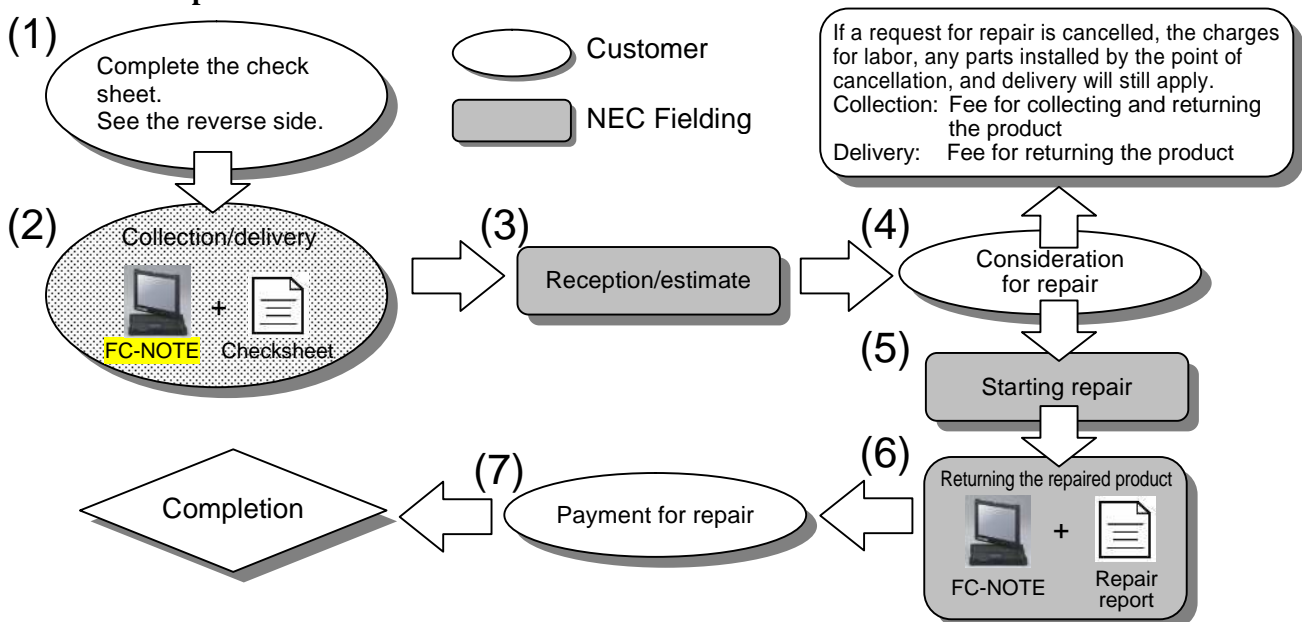 (1)
Complete the check
sheet.
See the reverse side.
Customer
NEC Fielding
If a request for repair is cancelled, the charges
for labor, any parts installed by the point of
cancellation, and delivery will still apply.
Collection: Fee for collecting and returning
the product
Delivery: Fee for returning the product
(2)
Collection/delivery
+
FC-NOTE Checksheet
(3)
Reception/estimate
(4)
Consideration
for repair
(5)
Starting repair
(6)
Returning the repaired product
+
FC-NOTE
Repair
report
(7)
Payment for repair
Completion